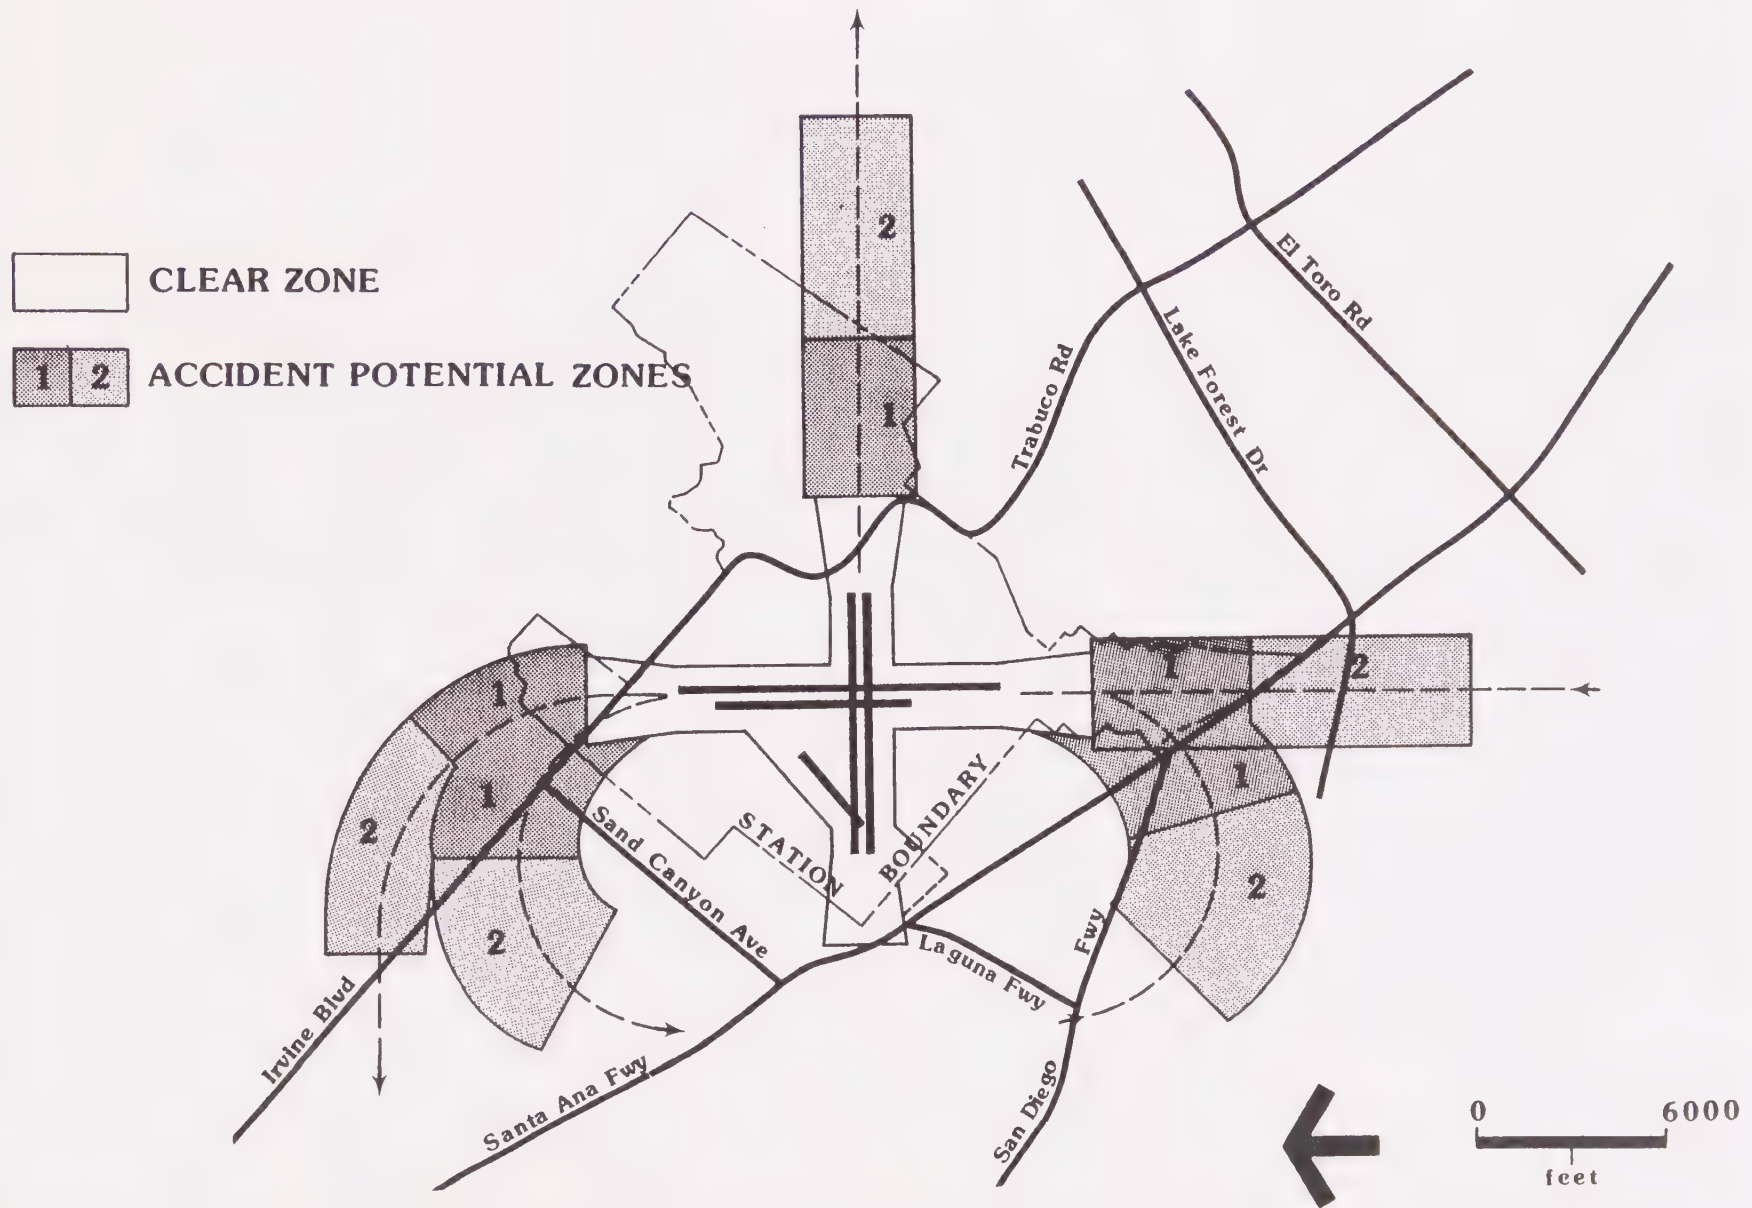 CLEAR ZONE
1 2 ACCIDENT POTENTIAL ZONES
2
1
El Toro Rd
Lake Forest Dr
Trabuco Rd
1
2
1
2
1
2
1
2
2
Sand Canyon Ave
STATION
BOUNDARY
Laguna Fwy
Irvine Blvd
Santa Ana Fwy
San Diego Fwy
0 6000
feet